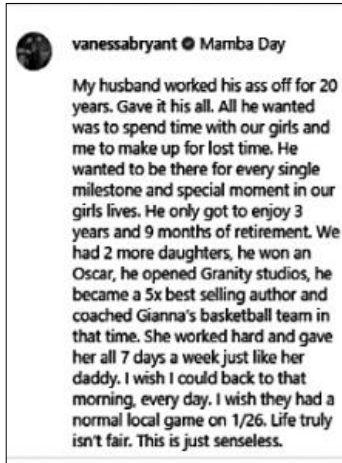 vanessabryant Mamba Day
My husband worked his ass off for 20
years. Gave it his all. All he wanted
was to spend time with our girls and
me to make up for lost time. He
wanted to be there for every single
milestone and special moment in our
girls lives. He only got to enjoy 3
years and 9 months of retirement. We
had 2 more daughters, he won an
Oscar, he opened Granity studios, he
became a 5x best selling author and
coached Gianna's basketball team in
that time. She worked hard and gave
her all 7 days a week just like her
daddy. I wish I could back to that
morning, every day. I wish they had a
normal local game on 1/26. Life truly
isn't fair. This is just senseless.